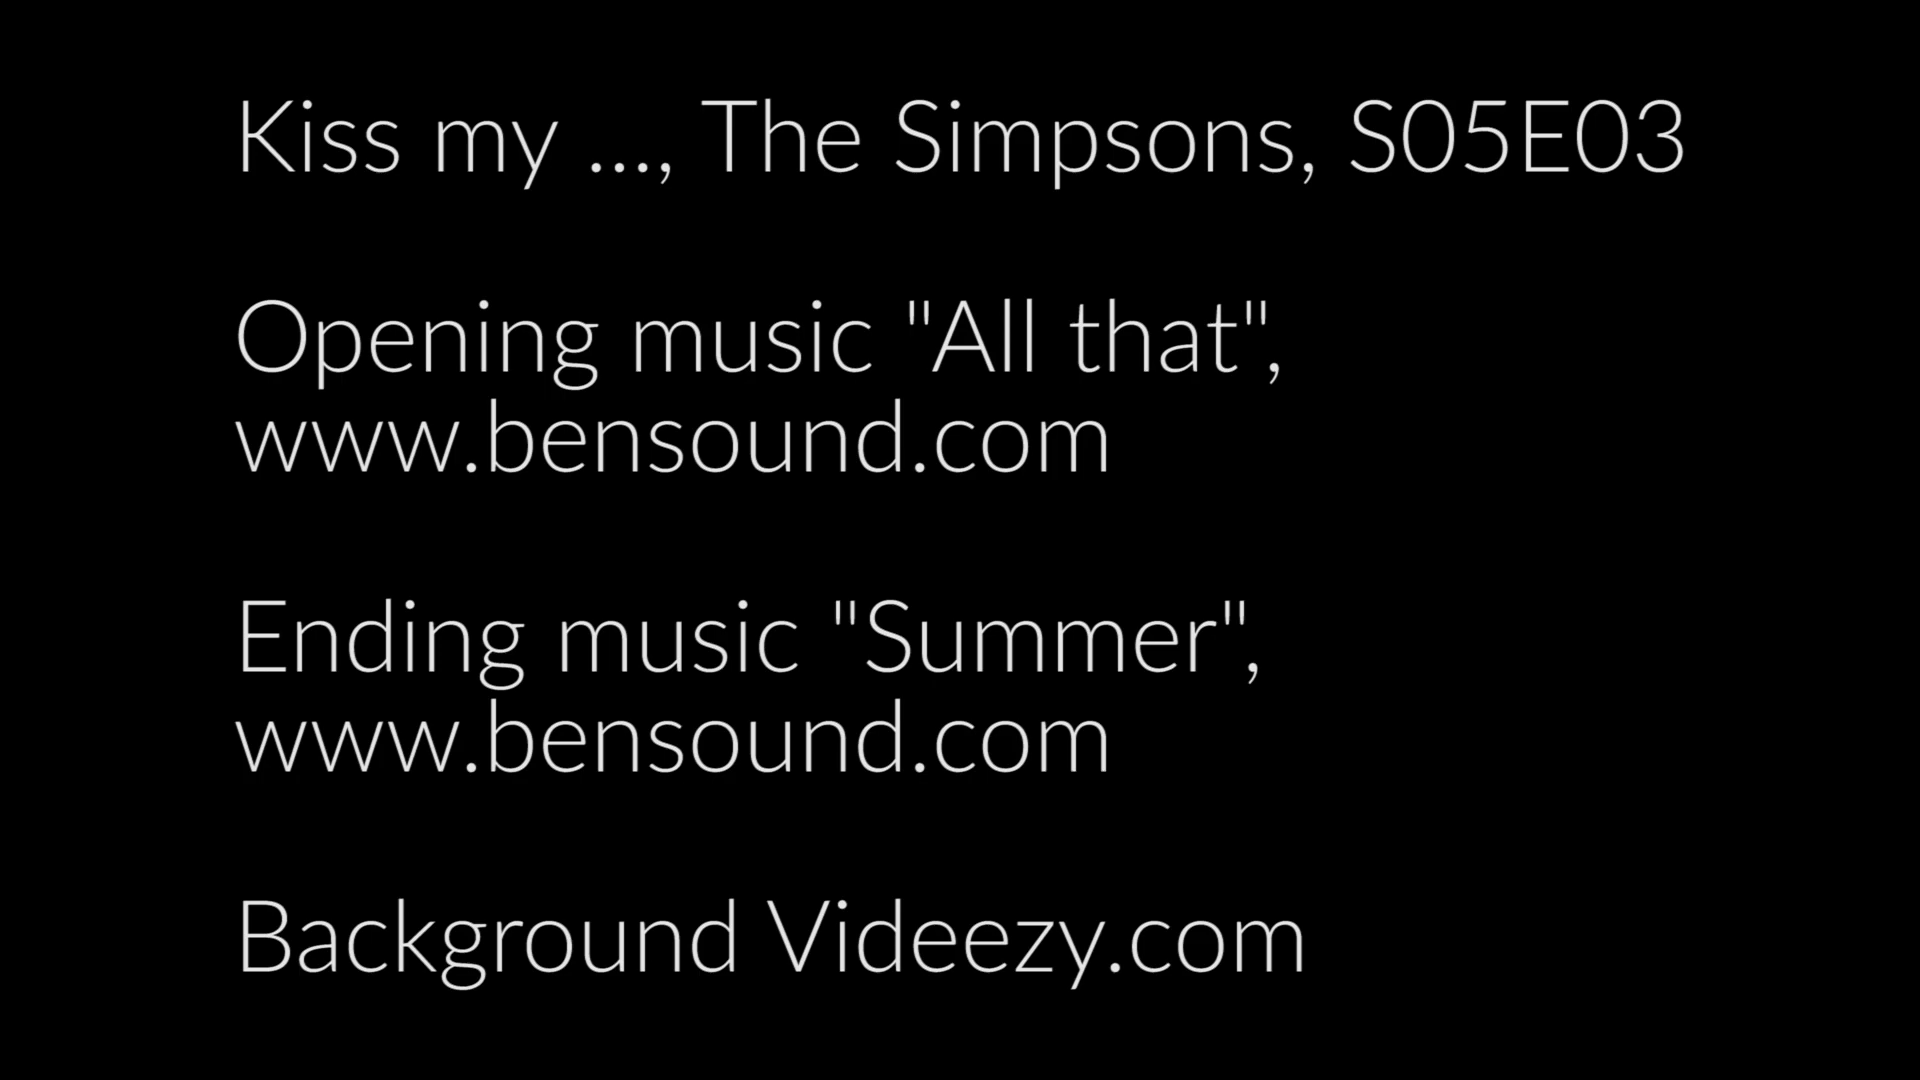 Kiss my ..., The Simpsons, S05E03
Opening music "All that",
www.bensound.com
Ending music "Summer",
www.bensound.com
Background Videezy.com